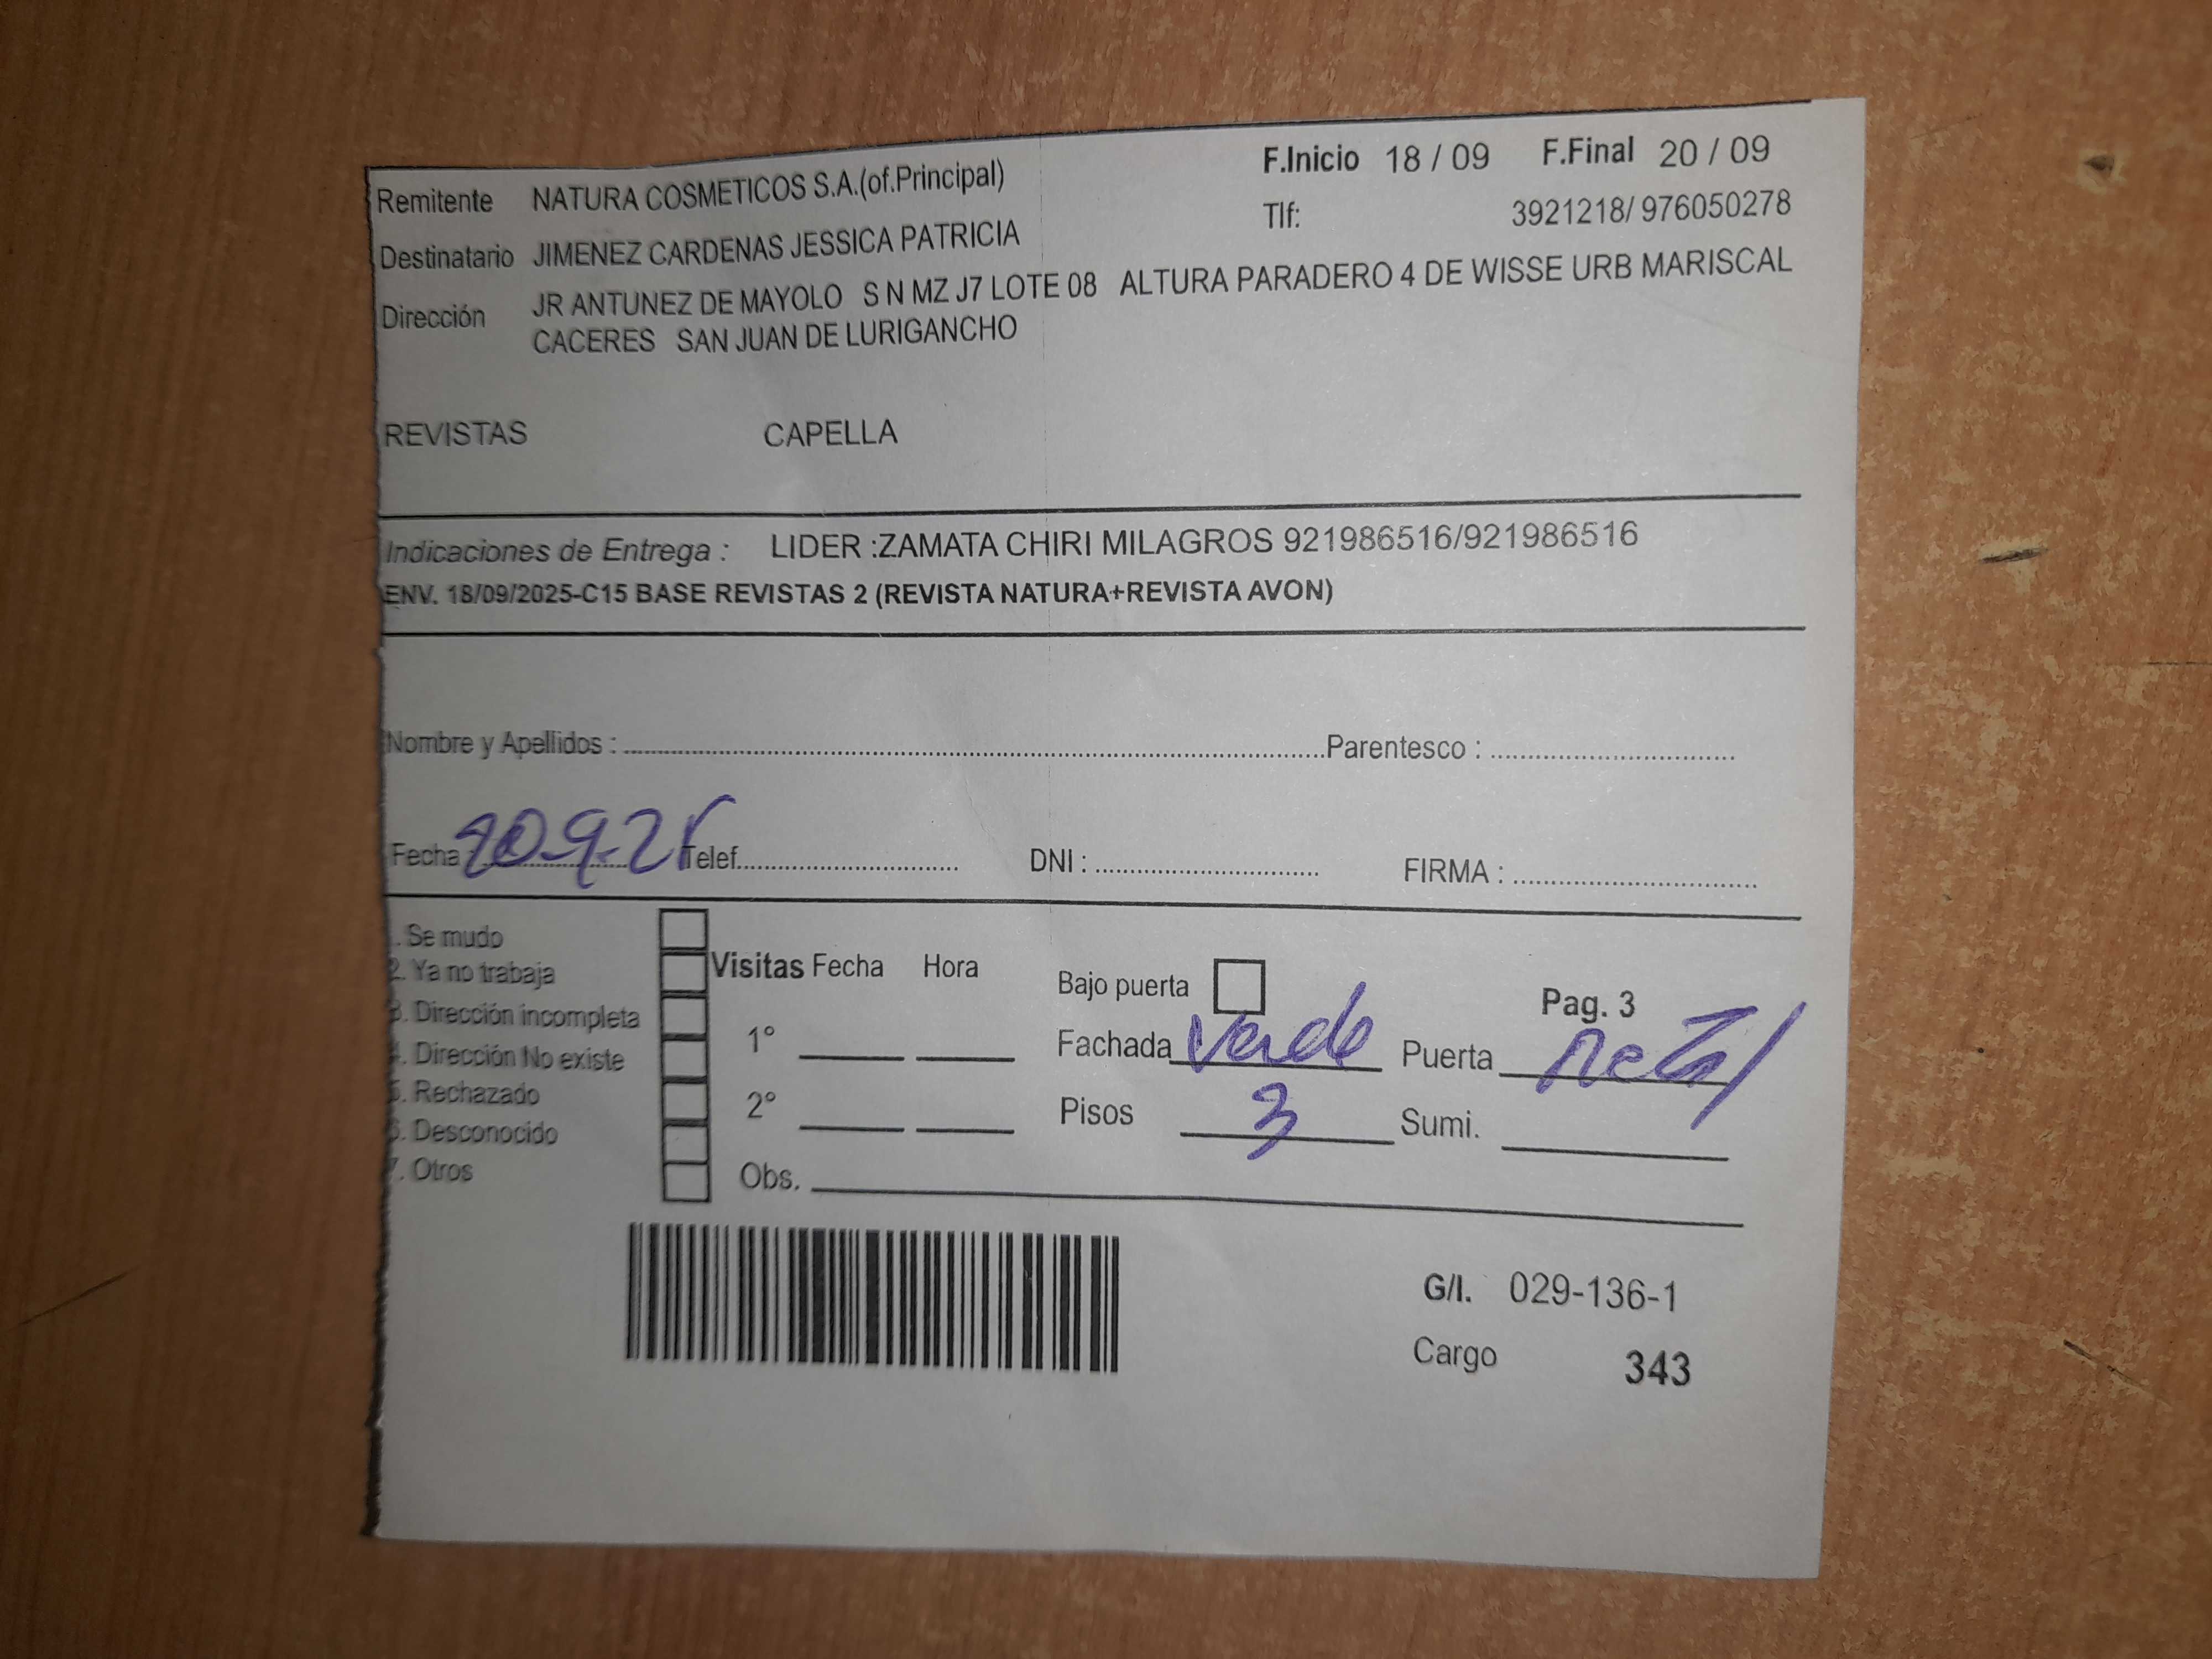 Remitente NATURA COSMETICOS S.A.(of.Principal) F.Inicio 18 / 09 F.Final 20 / 09
Destinatario JIMENEZ CARDENAS JESSICA PATRICIA Tlf: 3921218/ 976050278
Dirección JR ANTUNEZ DE MAYOLO S N MZ J7 LOTE 08 ALTURA PARADERO 4 DE WISSE URB MARISCAL
CACERES SAN JUAN DE LURIGANCHO
REVISTAS CAPELLA
Indicaciones de Entrega : LIDER :ZAMATA CHIRI MILAGROS 921986516/921986516
ENV. 18/09/2025-C15 BASE REVISTAS 2 (REVISTA NATURA+REVISTA AVON)
Nombre y Apellidos : Parentesco :
Fecha 20-9-25 Telef. DNI : FIRMA :
. Se mudo
2. Ya no trabaja
3. Dirección incompleta
4. Dirección No existe
5. Rechazado
6. Desconocido
7. Otros
Visitas Fecha Hora
1°
2°
Obs.
Bajo puerta Pag. 3
Fachada verde Puerta Metal
Pisos 3 Sumi.
G/I. 029-136-1
Cargo 343